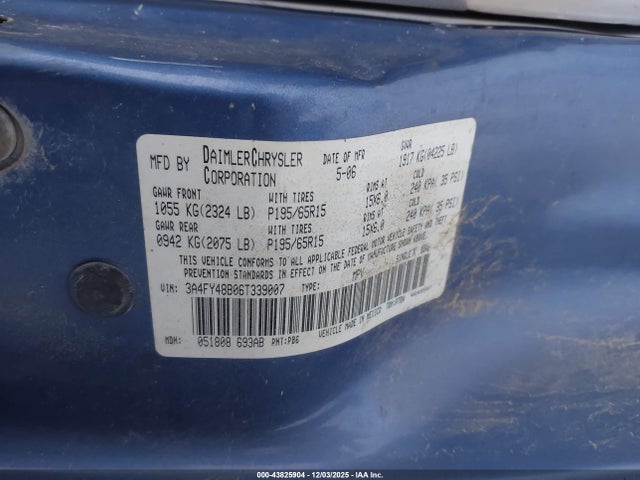 MFD BY DAIMLERCHRYSLER CORPORATION DATE OF MFR 5-06 GVWR 1917 KG(04225 LB)
GAWR FRONT WITH TIRES RIMS AT COLD
1055 KG(2324 LB) P195/65R15 15X6.0 240 KPA( 35 PSI)
GAWR REAR WITH TIRES RIMS AT COLD
0942 KG(2075 LB) P195/65R15 15X6.0 240 KPA( 35 PSI)
THIS VEHICLE CONFORMS TO ALL APPLICABLE FEDERAL MOTOR VEHICLE SAFETY AND THEFT
PREVENTION STANDARDS IN EFFECT ON THE DATE OF MANUFACTURE SHOWN ABOVE
VIN: 3A4FY48B06T339007 TYPE: MPV SINGLE X
MDH: 051808 693AB PNT:PB6 VEHICLE MADE IN MEXICO
000-43825904 - 12/03/2025 - IAA Inc.